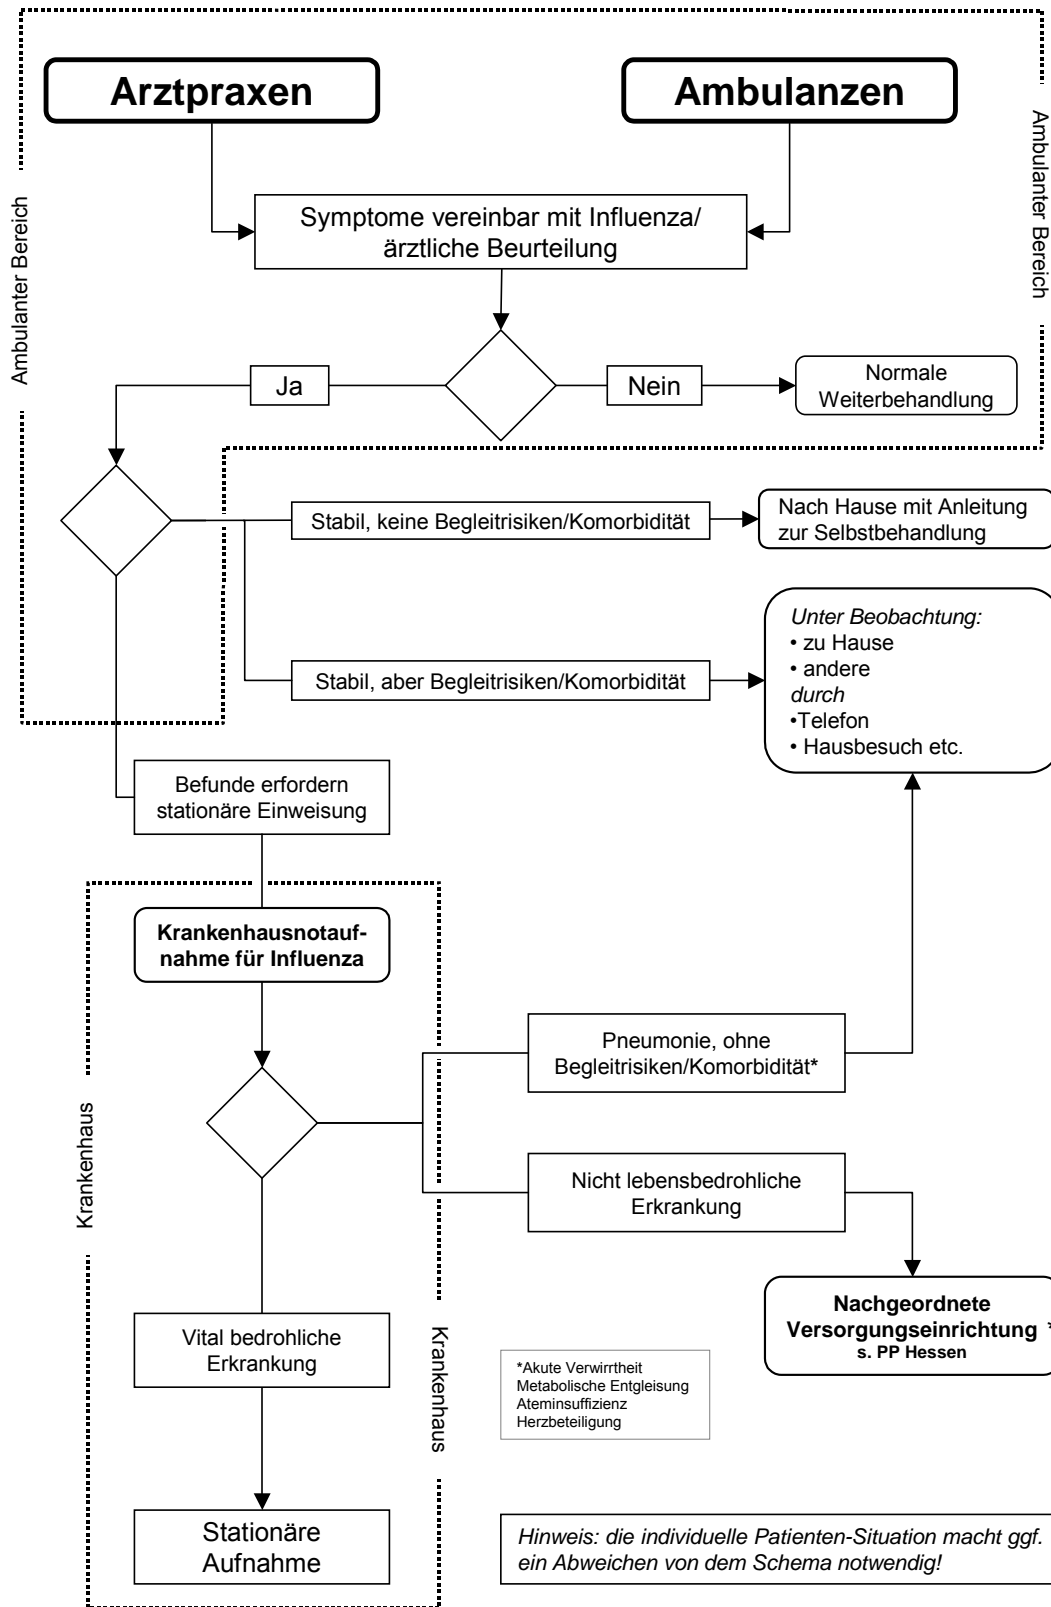 Arztpraxen
Ambulanzen
Ambulanter Bereich
Ambulanter Bereich
Symptome vereinbar mit Influenza/
ärztliche Beurteilung
Ja
Nein
Normale
Weiterbehandlung
Stabil, keine Begleitrisiken/Komorbidität
Nach Hause mit Anleitung
zur Selbstbehandlung
Stabil, aber Begleitrisiken/Komorbidität
Unter Beobachtung:
• zu Hause
• andere
durch
•Telefon
• Hausbesuch etc.
Befunde erfordern
stationäre Einweisung
Krankenhausnotauf-
nahme für Influenza
Krankenhaus
Krankenhaus
Pneumonie, ohne
Begleitrisiken/Komorbidität*
Nicht lebensbedrohliche
Erkrankung
Nachgeordnete
Versorgungseinrichtung *
s. PP Hessen
Vital bedrohliche
Erkrankung
*Akute Verwirrtheit
Metabolische Entgleisung
Ateminsuffizienz
Herzbeteiligung
Stationäre
Aufnahme
Hinweis: die individuelle Patienten-Situation macht ggf.
ein Abweichen von dem Schema notwendig!